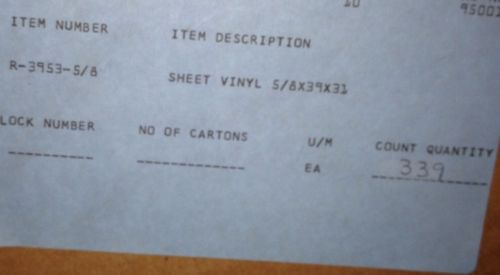 ITEM NUMBER ITEM DESCRIPTION
R-3953-5/8 SHEET VINYL 5/8X39X31
LOCK NUMBER NO OF CARTONS U/M COUNT QUANTITY
EA 339